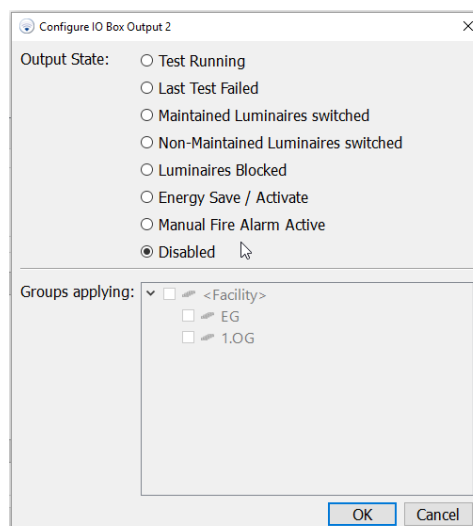 Configure IO Box Output 2
Output State:
Test Running
Last Test Failed
Maintained Luminaires switched
Non-Maintained Luminaires switched
Luminaires Blocked
Energy Save / Activate
Manual Fire Alarm Active
Disabled
Groups applying:
<Facility>
EG
1.OG
OK
Cancel